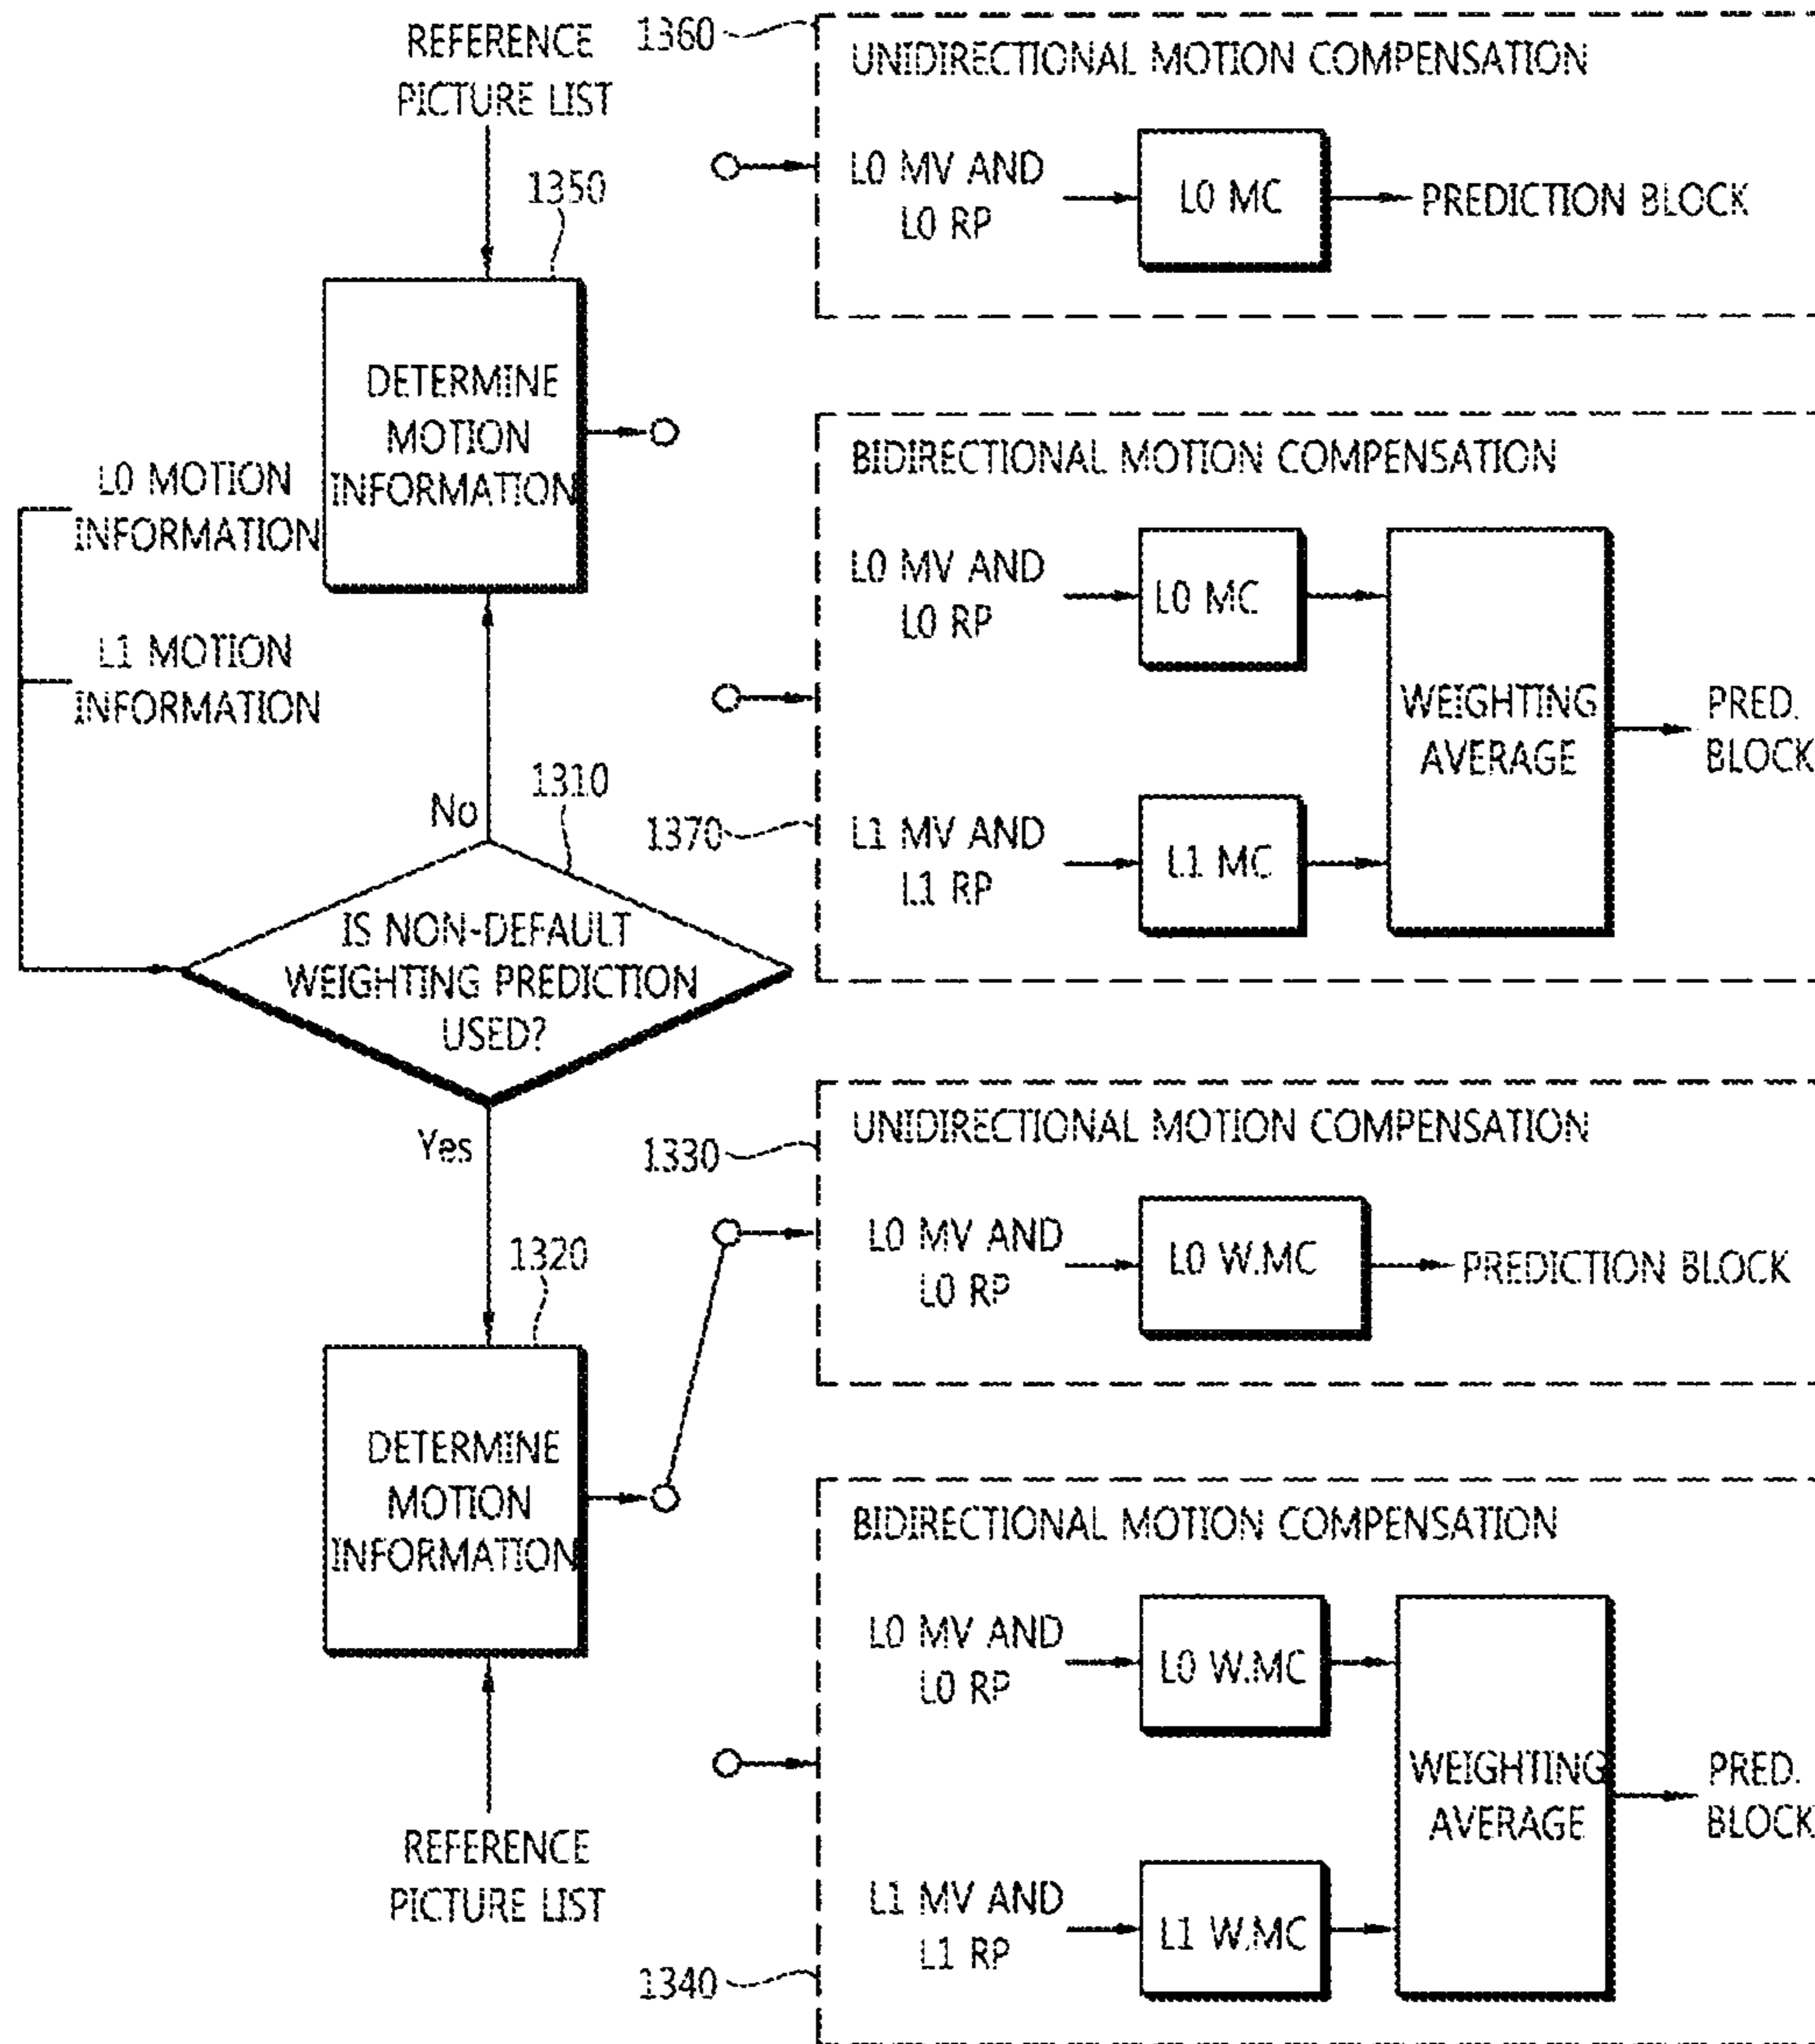 REFERENCE
PICTURE LIST
1350
DETERMINE
MOTION
INFORMATION
L0 MOTION
INFORMATION
L1 MOTION
INFORMATION
No
1310
IS NON-DEFAULT
WEIGHTING PREDICTION
USED?
Yes
1320
DETERMINE
MOTION
INFORMATION
REFERENCE
PICTURE LIST
1360
UNIDIRECTIONAL MOTION COMPENSATION
L0 MV AND
L0 RP
L0 MC
PREDICTION BLOCK
BIDIRECTIONAL MOTION COMPENSATION
L0 MV AND
L0 RP
L0 MC
1370
L1 MV AND
L1 RP
L1 MC
WEIGHTING
AVERAGE
PRED.
BLOCK
1330
UNIDIRECTIONAL MOTION COMPENSATION
L0 MV AND
L0 RP
L0 W.MC
PREDICTION BLOCK
BIDIRECTIONAL MOTION COMPENSATION
L0 MV AND
L0 RP
L0 W.MC
L1 MV AND
L1 RP
L1 W.MC
1340
WEIGHTING
AVERAGE
PRED.
BLOCK